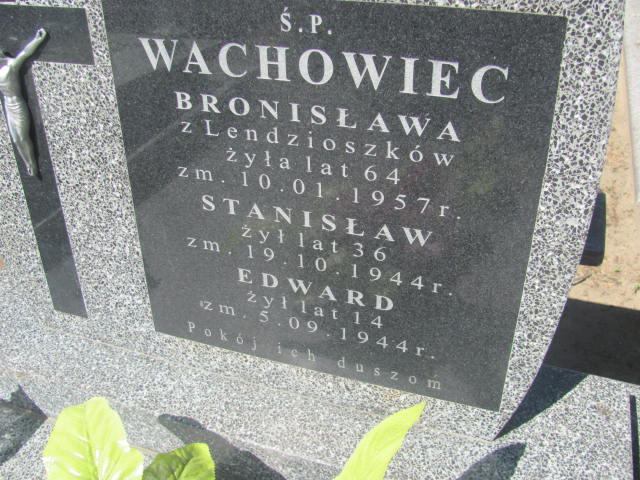 Ś.P.
WACHOWIEC
BRONISŁAWA
z Lendzioszków
żyła lat 64
zm. 10.01.1957r.
STANISŁAW
żył lat 36
zm. 19.10.1944r.
EDWARD
żył lat 14
zm. 5.09.1944r.
Pokój ich duszom